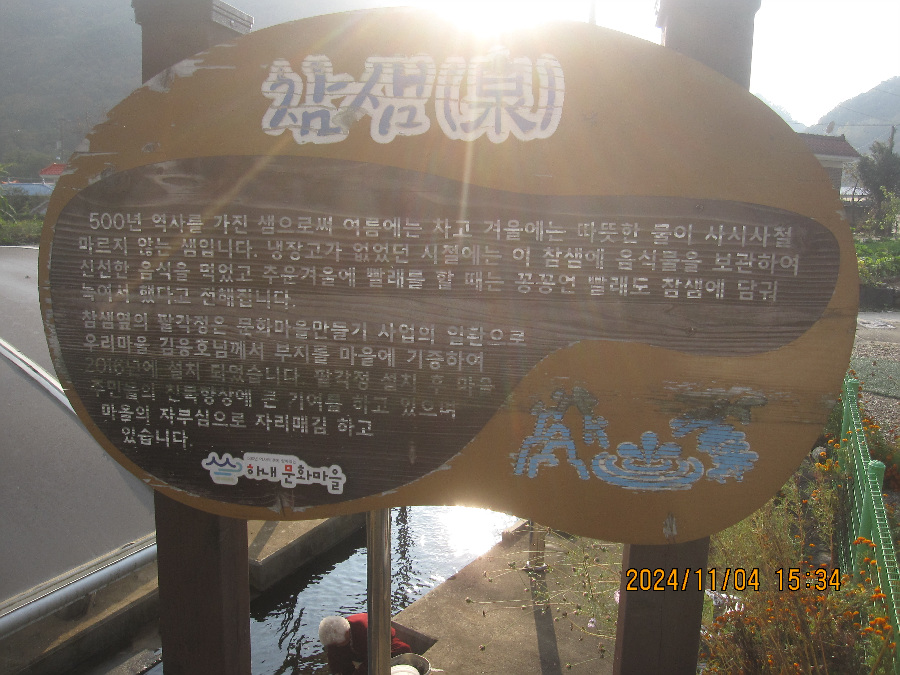 참샘(泉)
500년 역사를 가진 샘으로써 여름에는 차고 겨울에는 따뜻한 물이 사시사철
마르지 않는 샘입니다. 냉장고가 없었던 시절에는 이 참샘에 음식물을 보관하여
신선한 음식을 먹었고 추운겨울에 빨래를 할 때는 꽁꽁언 빨래도 참샘에 담궈
녹여서 했다고 전해집니다.
참샘옆의 팔각정은 문화마을만들기 사업의 일환으로
우리마을 김용호님께서 부지를 마을에 기증하여
2016년에 설치 되었습니다. 팔각정 설치 후 마을
주민들의 친목향상에 큰 기여를 하고 있으며
마을의 자부심으로 자리매김 하고
있습니다.
하내 문화마을
2024/11/04 15:34